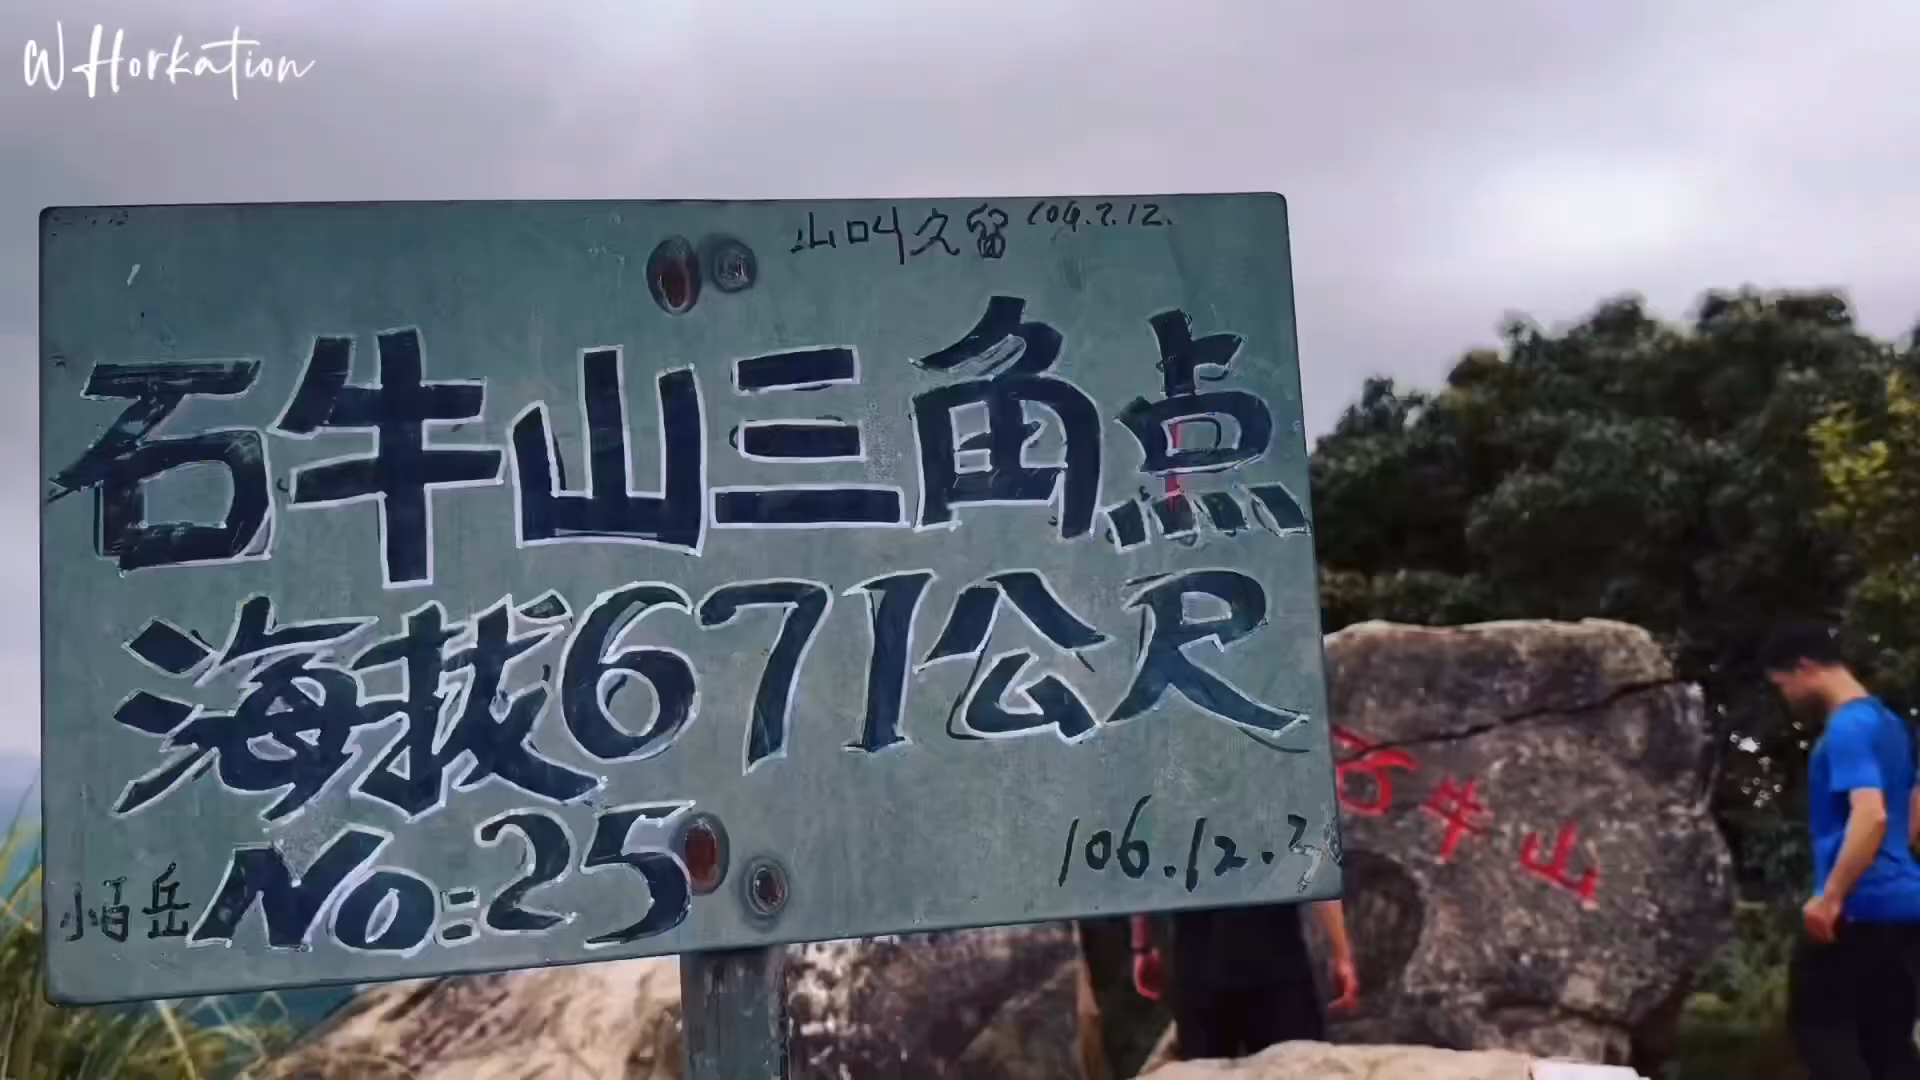 WHorkation
山叫久留 106.7.12.
石牛山三角点
海拔671公尺
No:25
小百岳
106.12.3
石牛山